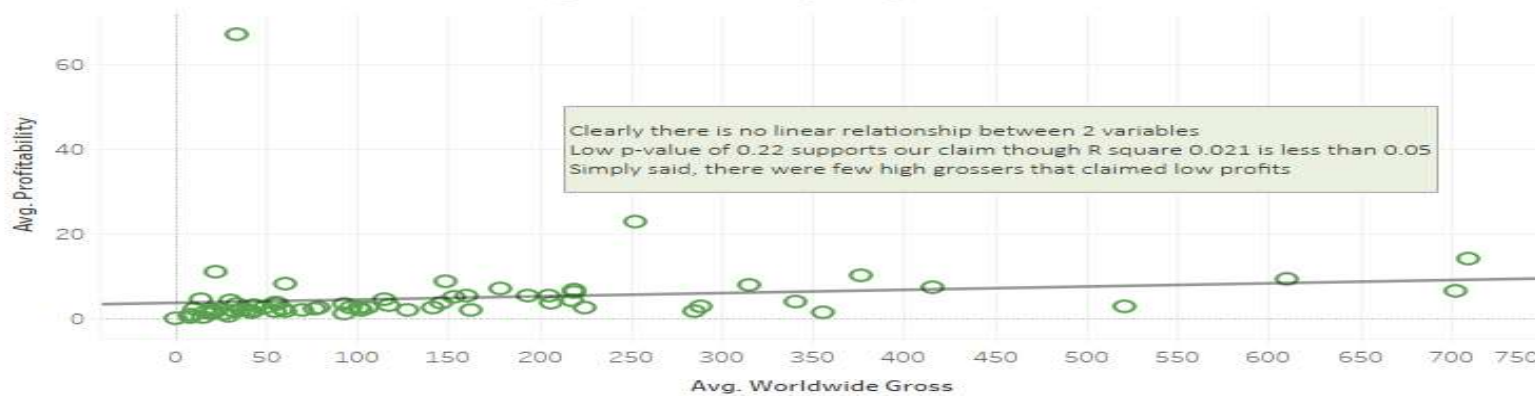 60
40
20
0
Avg. Profitability
Clearly there is no linear relationship between 2 variables
Low p-value of 0.22 supports our claim though R square 0.021 is less than 0.05
Simply said, there were few high grossers that claimed low profits
0 50 100 150 200 250 300 350 400 450 500 550 600 650 700 750
Avg. Worldwide Gross